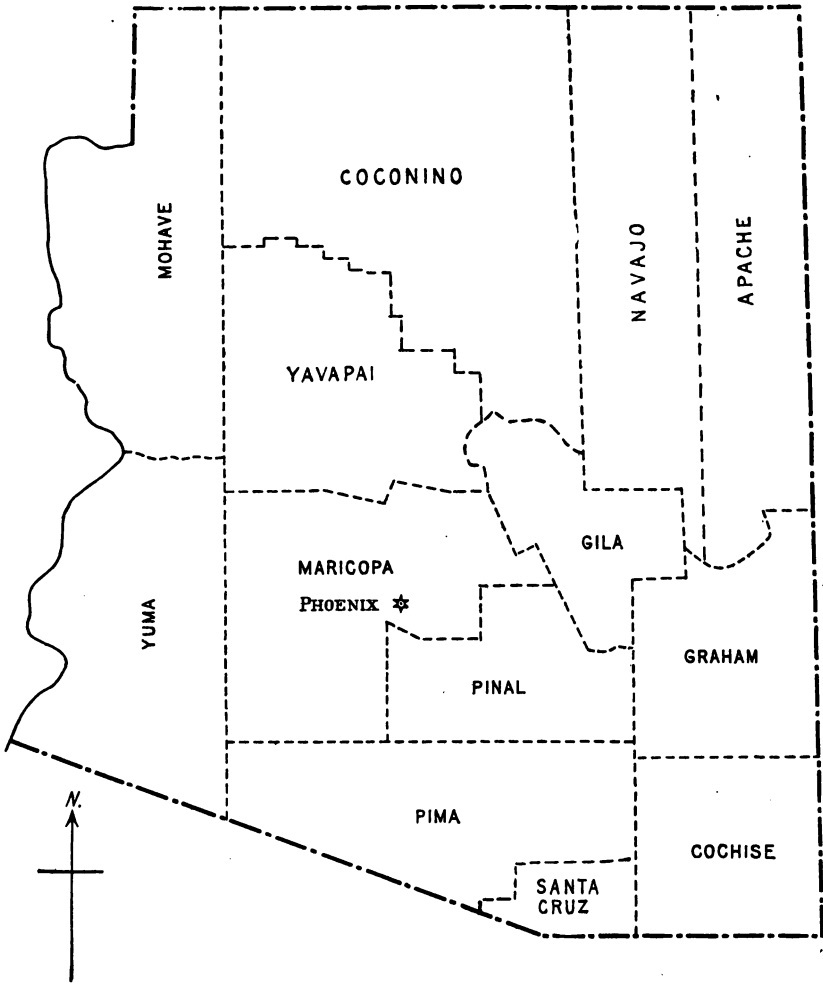 COCONINO
MOHAVE
NAVAJO
APACHE
YAVAPAI
GILA
MARICOPA
PHOENIX
YUMA
GRAHAM
PINAL
N.
PIMA
COCHISE
SANTA
CRUZ